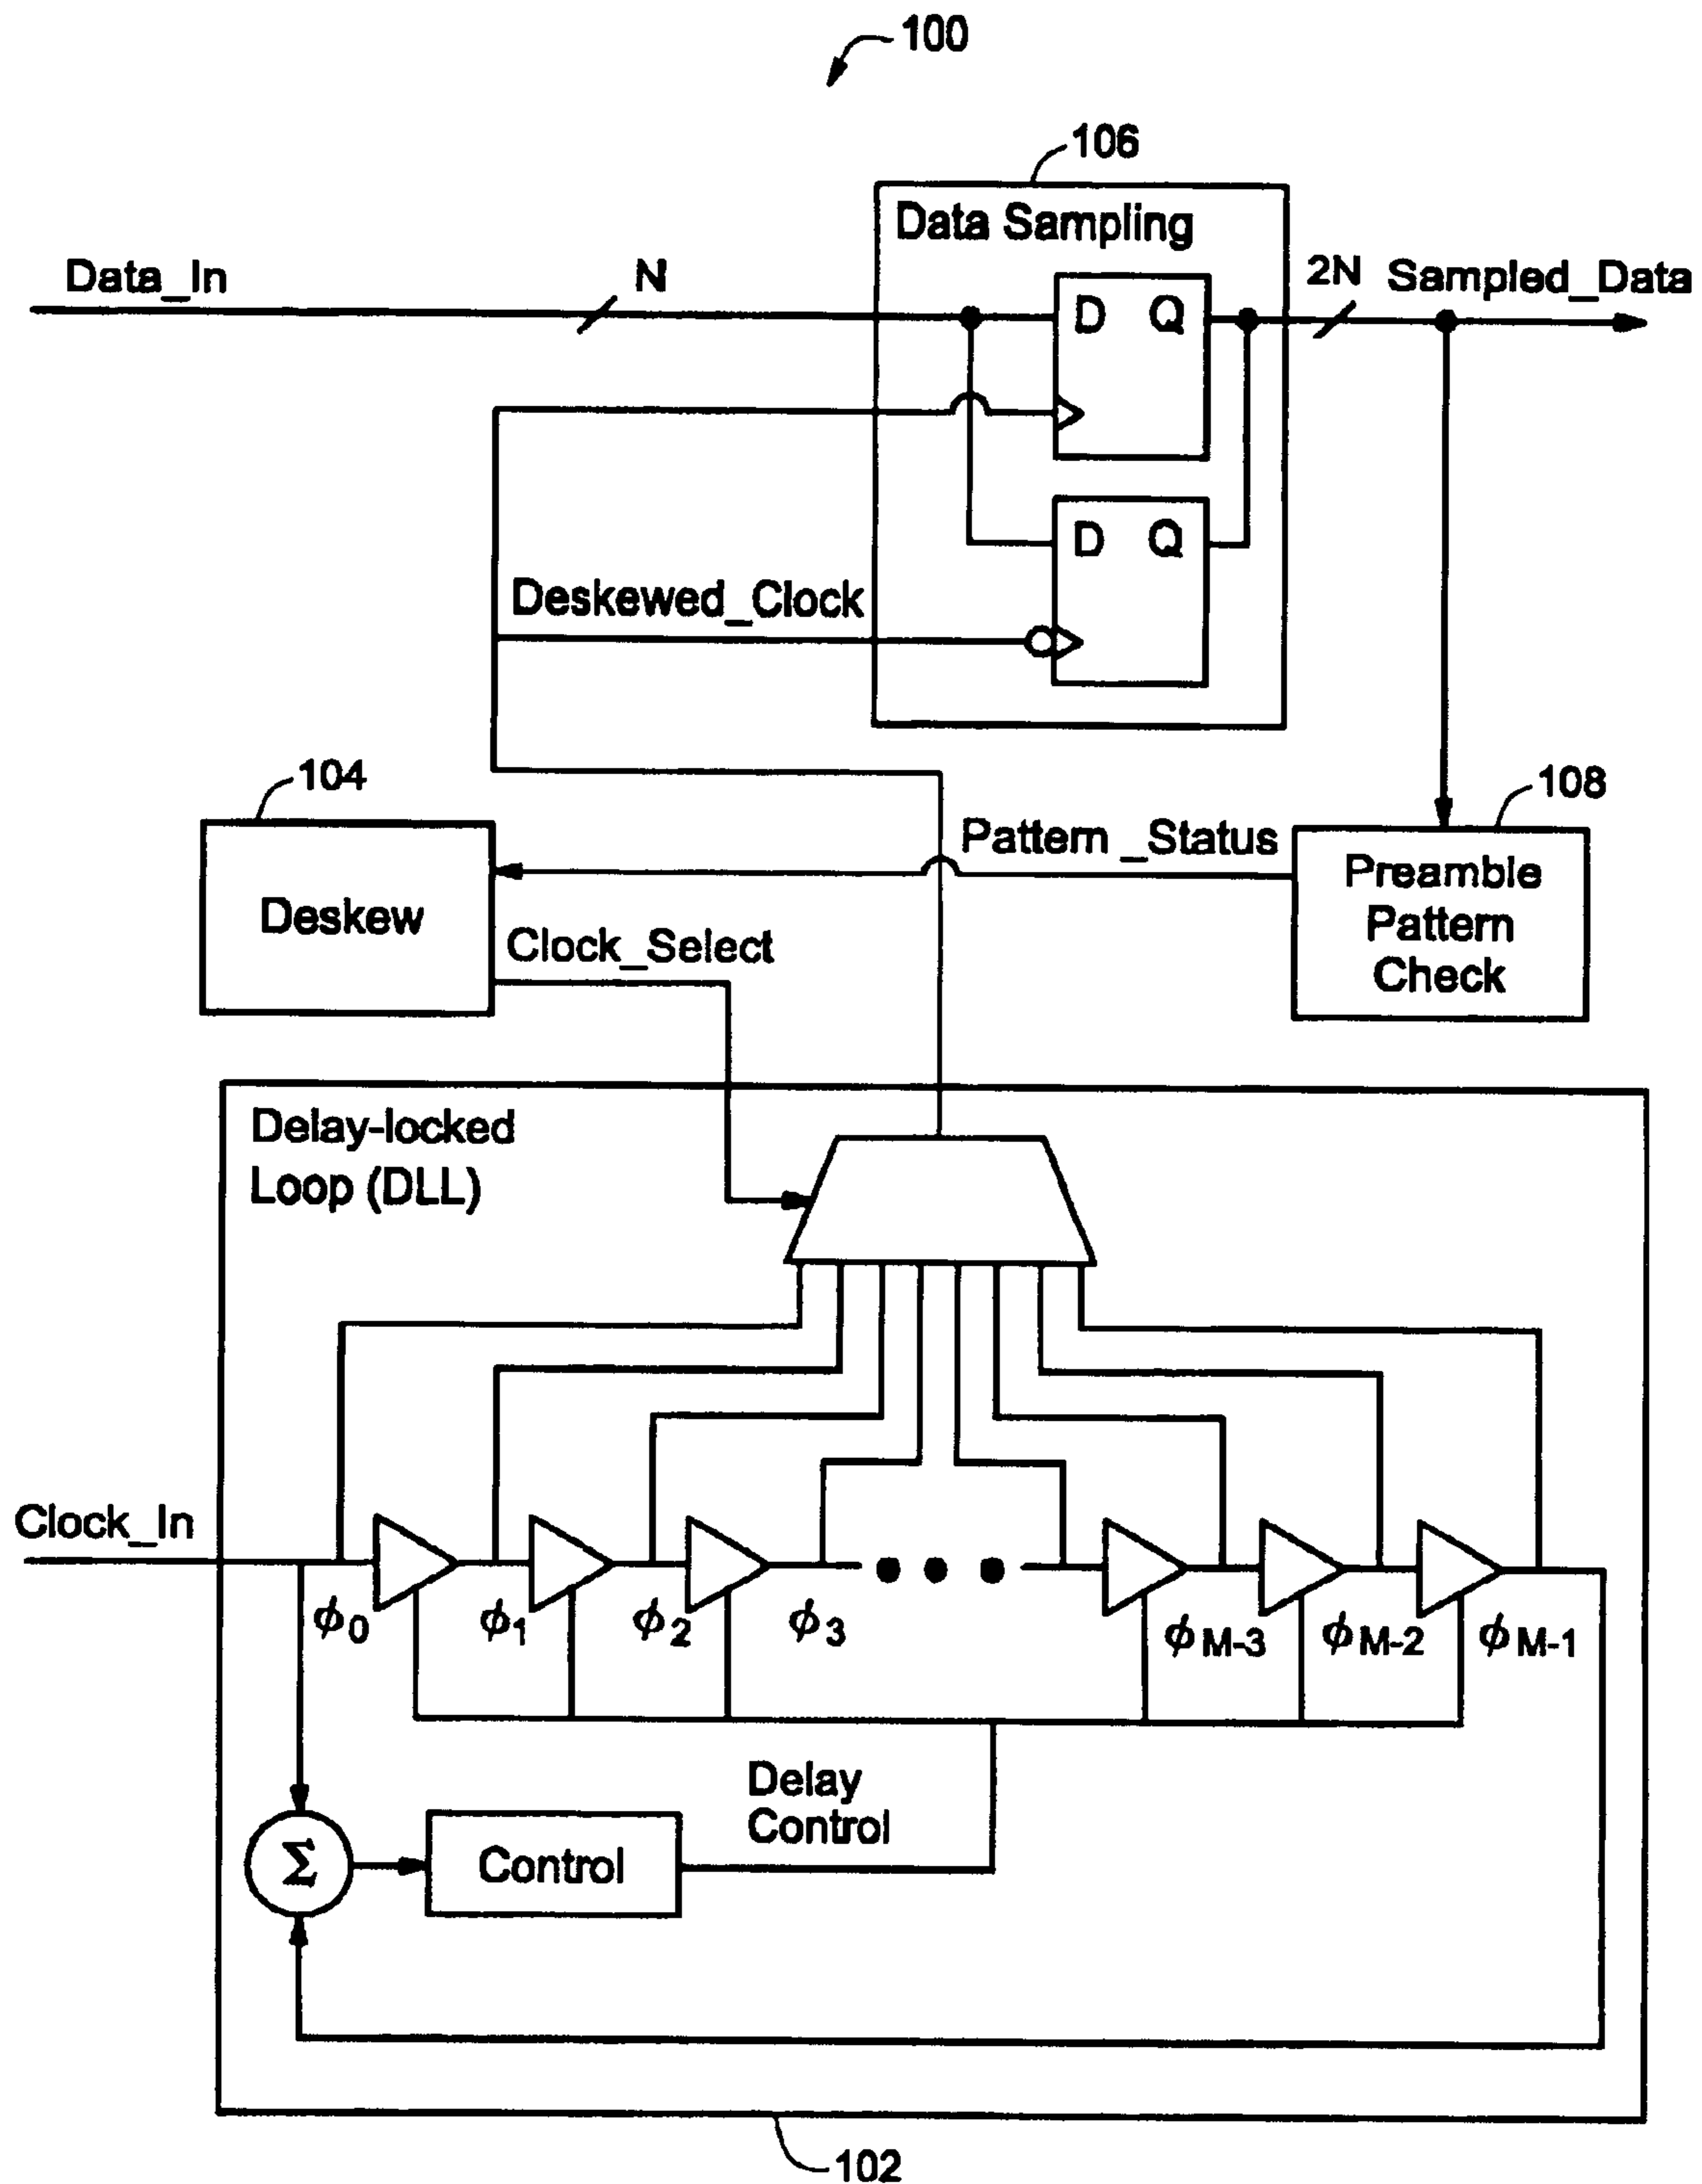 100
106
Data Sampling
Data_In
N
2N
Sampled_Data
D Q
D Q
Deskewed_Clock
104
108
Pattern _Status
Deskew
Preamble
Pattern
Check
Clock_Select
Delay-locked
Loop (DLL)
Clock_In
ϕ0
ϕ1
ϕ2
ϕ3
ϕM-3
ϕM-2
ϕM-1
Delay
Control
Σ
Control
102